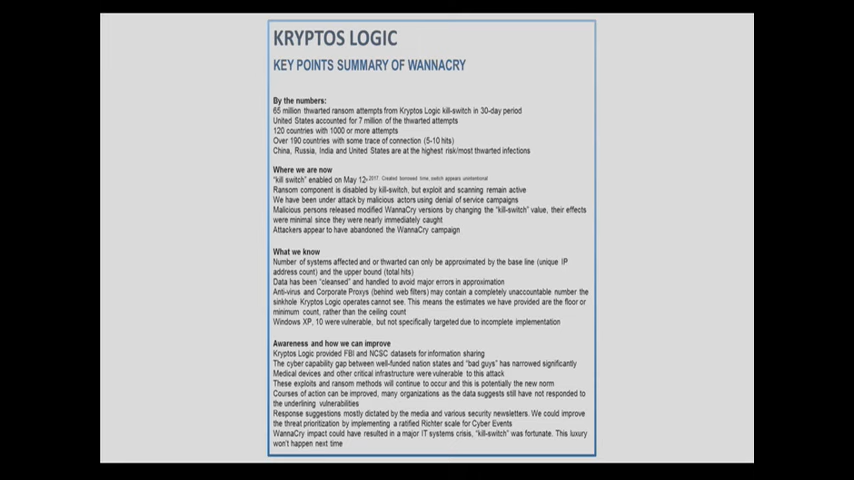 KRYPTOS LOGIC
KEY POINTS SUMMARY OF WANNACRY
By the numbers:
65 million thwarted ransom attempts from Kryptos Logic kill-switch in 30-day period
United States accounted for 7 million of the thwarted attempts
120 countries with 1000 or more attempts
Over 190 countries with some trace of connection (5-10 hits)
China, Russia, India and United States are at the highest risk/most thwarted infections
Where we are now
"kill switch" enabled on May 12th 2017. Created borrowed time, switch appears unintentional
Ransom component is disabled by kill-switch, but exploit and scanning remain active
We have been under attack by malicious actors using denial of service campaigns
Malicious persons released modified WannaCry versions by changing the "kill-switch" value, their effects
were minimal since they were nearly immediately caught
Attackers appear to have abandoned the WannaCry campaign
What we know
Number of systems affected and or thwarted can only be approximated by the base line (unique IP
address count) and the upper bound (total hits)
Data has been "cleansed" and handled to avoid major errors in approximation
Anti-virus and Corporate Proxys (behind web filters) may contain a completely unaccountable number the
sinkhole Kryptos Logic operates cannot see. This means the estimates we have provided are the floor or
minimum count, rather than the ceiling count
Windows XP, 10 were vulnerable, but not specifically targeted due to incomplete implementation
Awareness and how we can improve
Kryptos Logic provided FBI and NCSC datasets for information sharing
The cyber capability gap between well-funded nation states and "bad guys" has narrowed significantly
Medical devices and other critical infrastructure were vulnerable to this attack
These exploits and ransom methods will continue to occur and this is potentially the new norm
Courses of action can be improved, many organizations as the data suggests still have not responded to
the underlining vulnerabilities
Response suggestions mostly dictated by the media and various security newsletters. We could improve
the threat prioritization by implementing a ratified Richter scale for Cyber Events
WannaCry impact could have resulted in a major IT systems crisis, "kill-switch" was fortunate. This luxury
won't happen next time